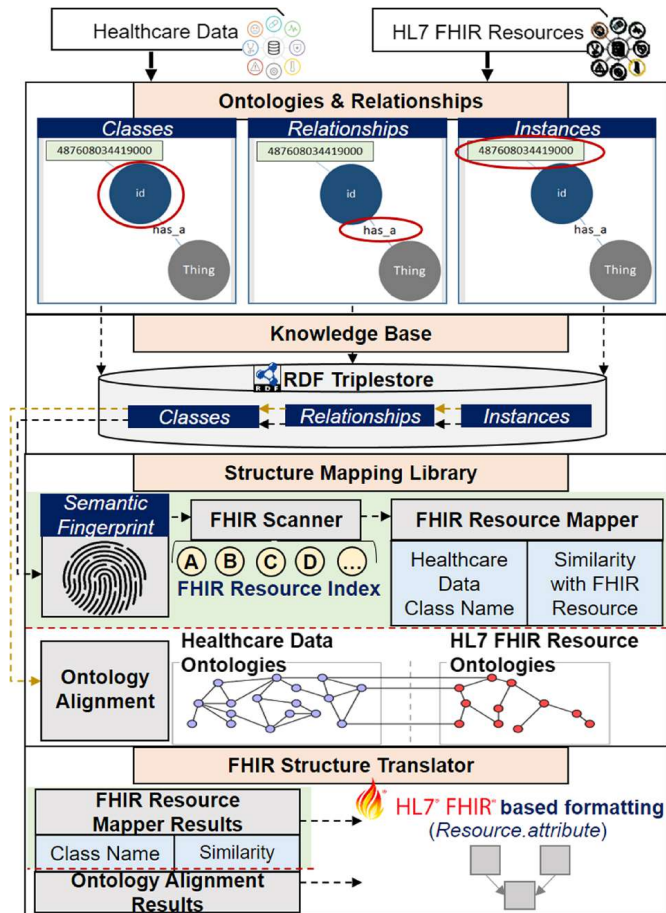 Healthcare Data
HL7 FHIR Resources
Ontologies & Relationships
Classes
Relationships
Instances
487608034419000
487608034419000
487608034419000
id
id
id
has_a
has_a
has_a
Thing
Thing
Thing
Knowledge Base
RDF
RDF Triplestore
Classes
Relationships
Instances
Structure Mapping Library
Semantic
Fingerprint
FHIR Scanner
A B C D ...
FHIR Resource Index
FHIR Resource Mapper
Healthcare
Data
Class Name
Similarity
with FHIR
Resource
Ontology
Alignment
Healthcare Data
Ontologies
HL7 FHIR Resource
Ontologies
FHIR Structure Translator
FHIR Resource
Mapper Results
Class Name
Similarity
Ontology Alignment
Results
HL7® FHIR® based formatting
(Resource.attribute)